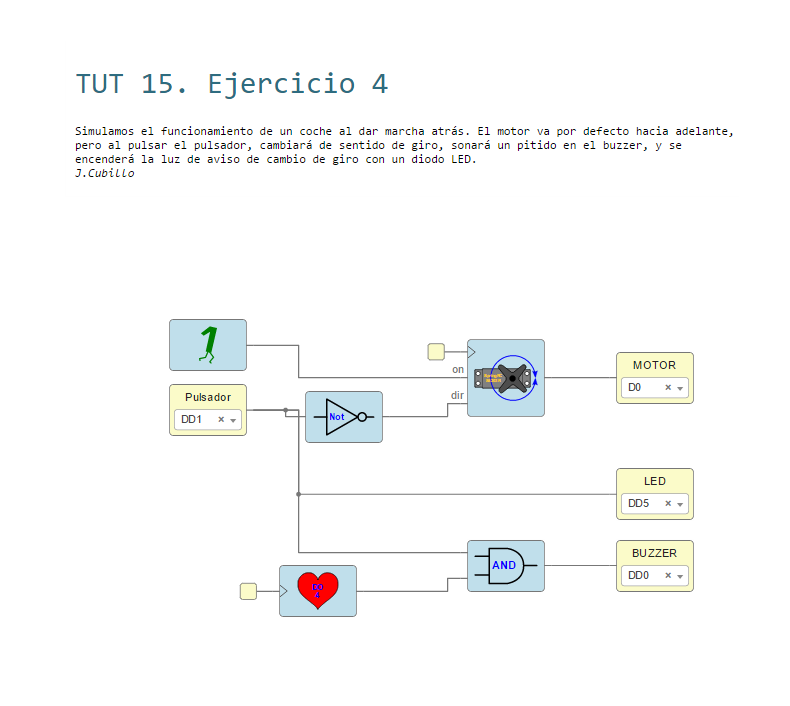 TUT 15. Ejercicio 4
Simulamos el funcionamiento de un coche al dar marcha atrás. El motor va por defecto hacia adelante,
pero al pulsar el pulsador, cambiará de sentido de giro, sonará un pitido en el buzzer, y se
encenderá la luz de aviso de cambio de giro con un diodo LED.
J.Cubillo
1
on
MOTOR
D0
Pulsador
DD1
dir
Not
LED
DD5
AND
BUZZER
DD0